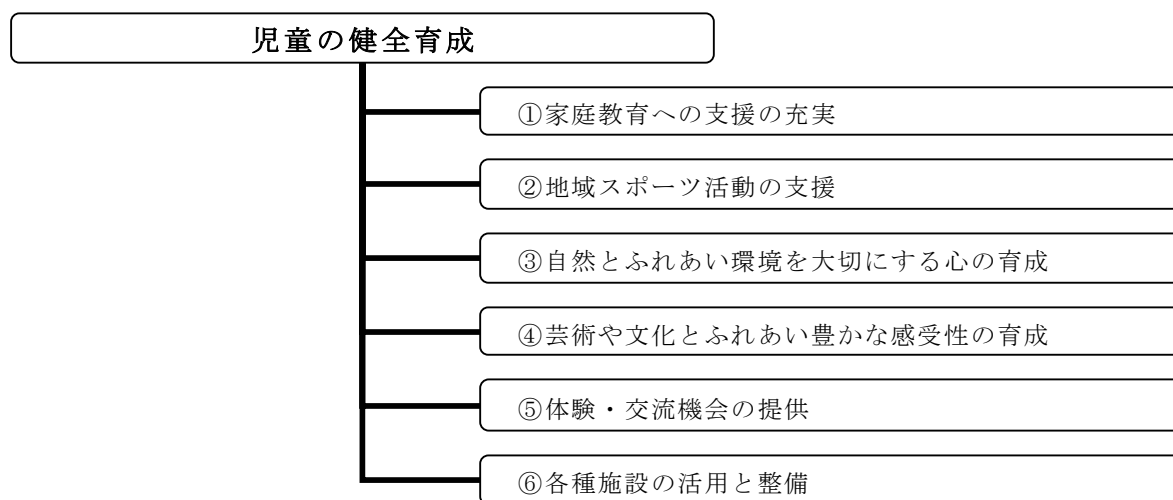 児童の健全育成
①家庭教育への支援の充実
②地域スポーツ活動の支援
③自然とふれあい環境を大切にする心の育成
④芸術や文化とふれあい豊かな感受性の育成
⑤体験・交流機会の提供
⑥各種施設の活用と整備